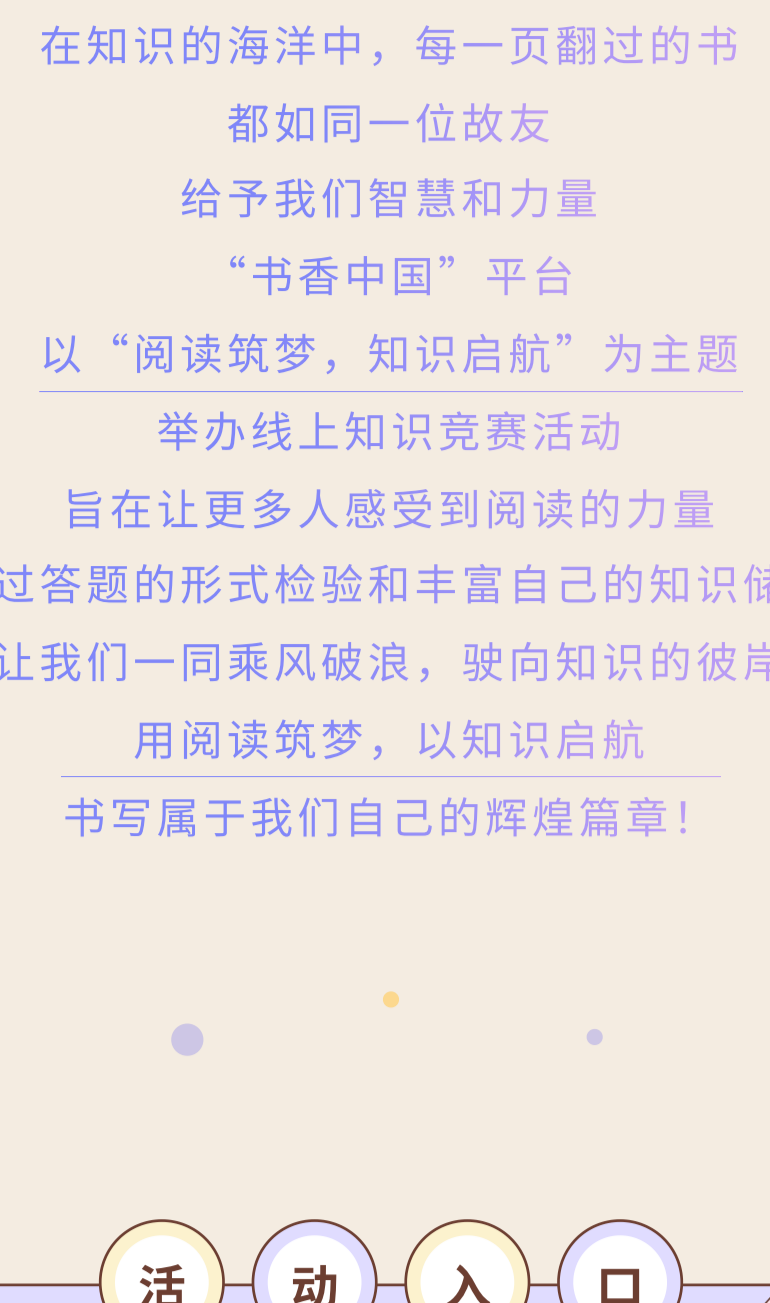 在知识的海洋中，每一页翻过的书
都如同一位故友
给予我们智慧和力量
“书香中国”平台
以“阅读筑梦，知识启航”为主题
举办线上知识竞赛活动
旨在让更多人感受到阅读的力量
过答题的形式检验和丰富自己的知识储
让我们一同乘风破浪，驶向知识的彼岸
用阅读筑梦，以知识启航
书写属于我们自己的辉煌篇章！
活动入口